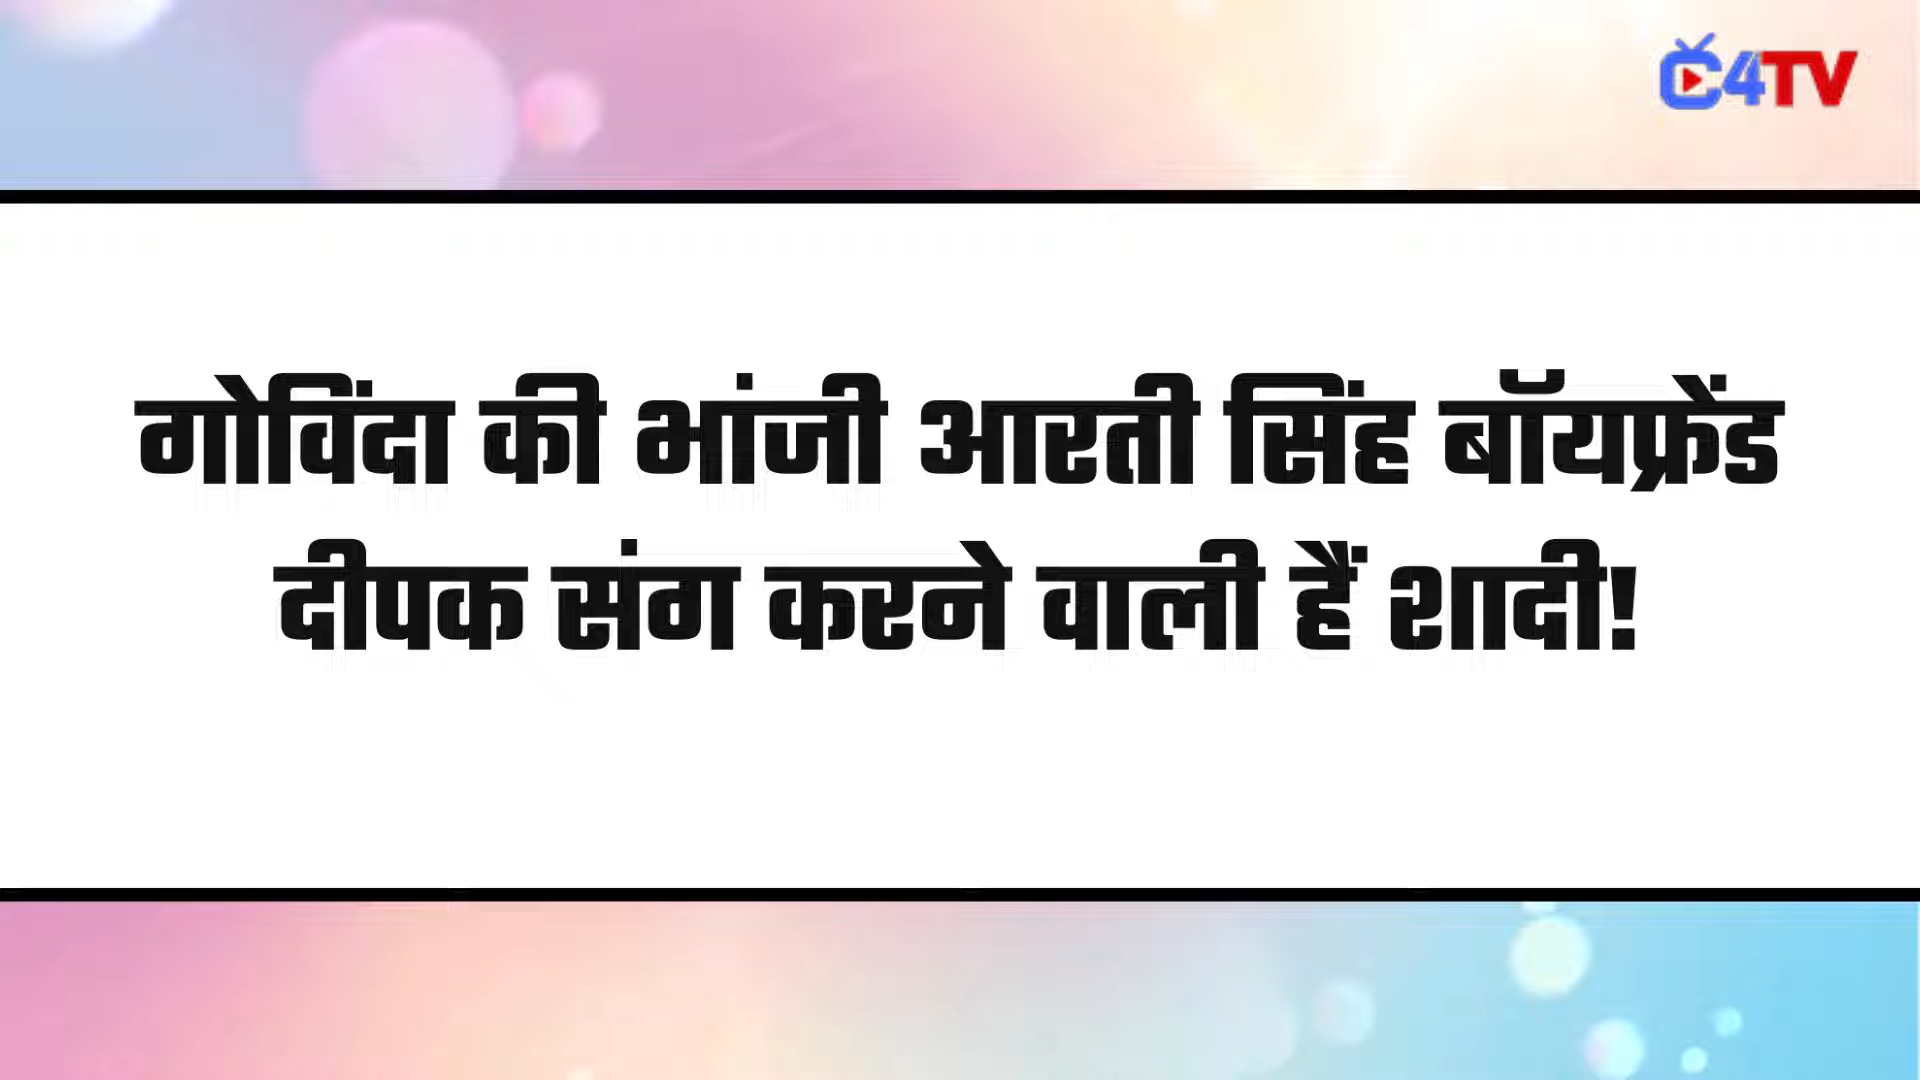 C4TV
गोविंदा की भांजी आरती सिंह बॉयफ्रेंड
दीपक संग करने वाली हैं शादी!